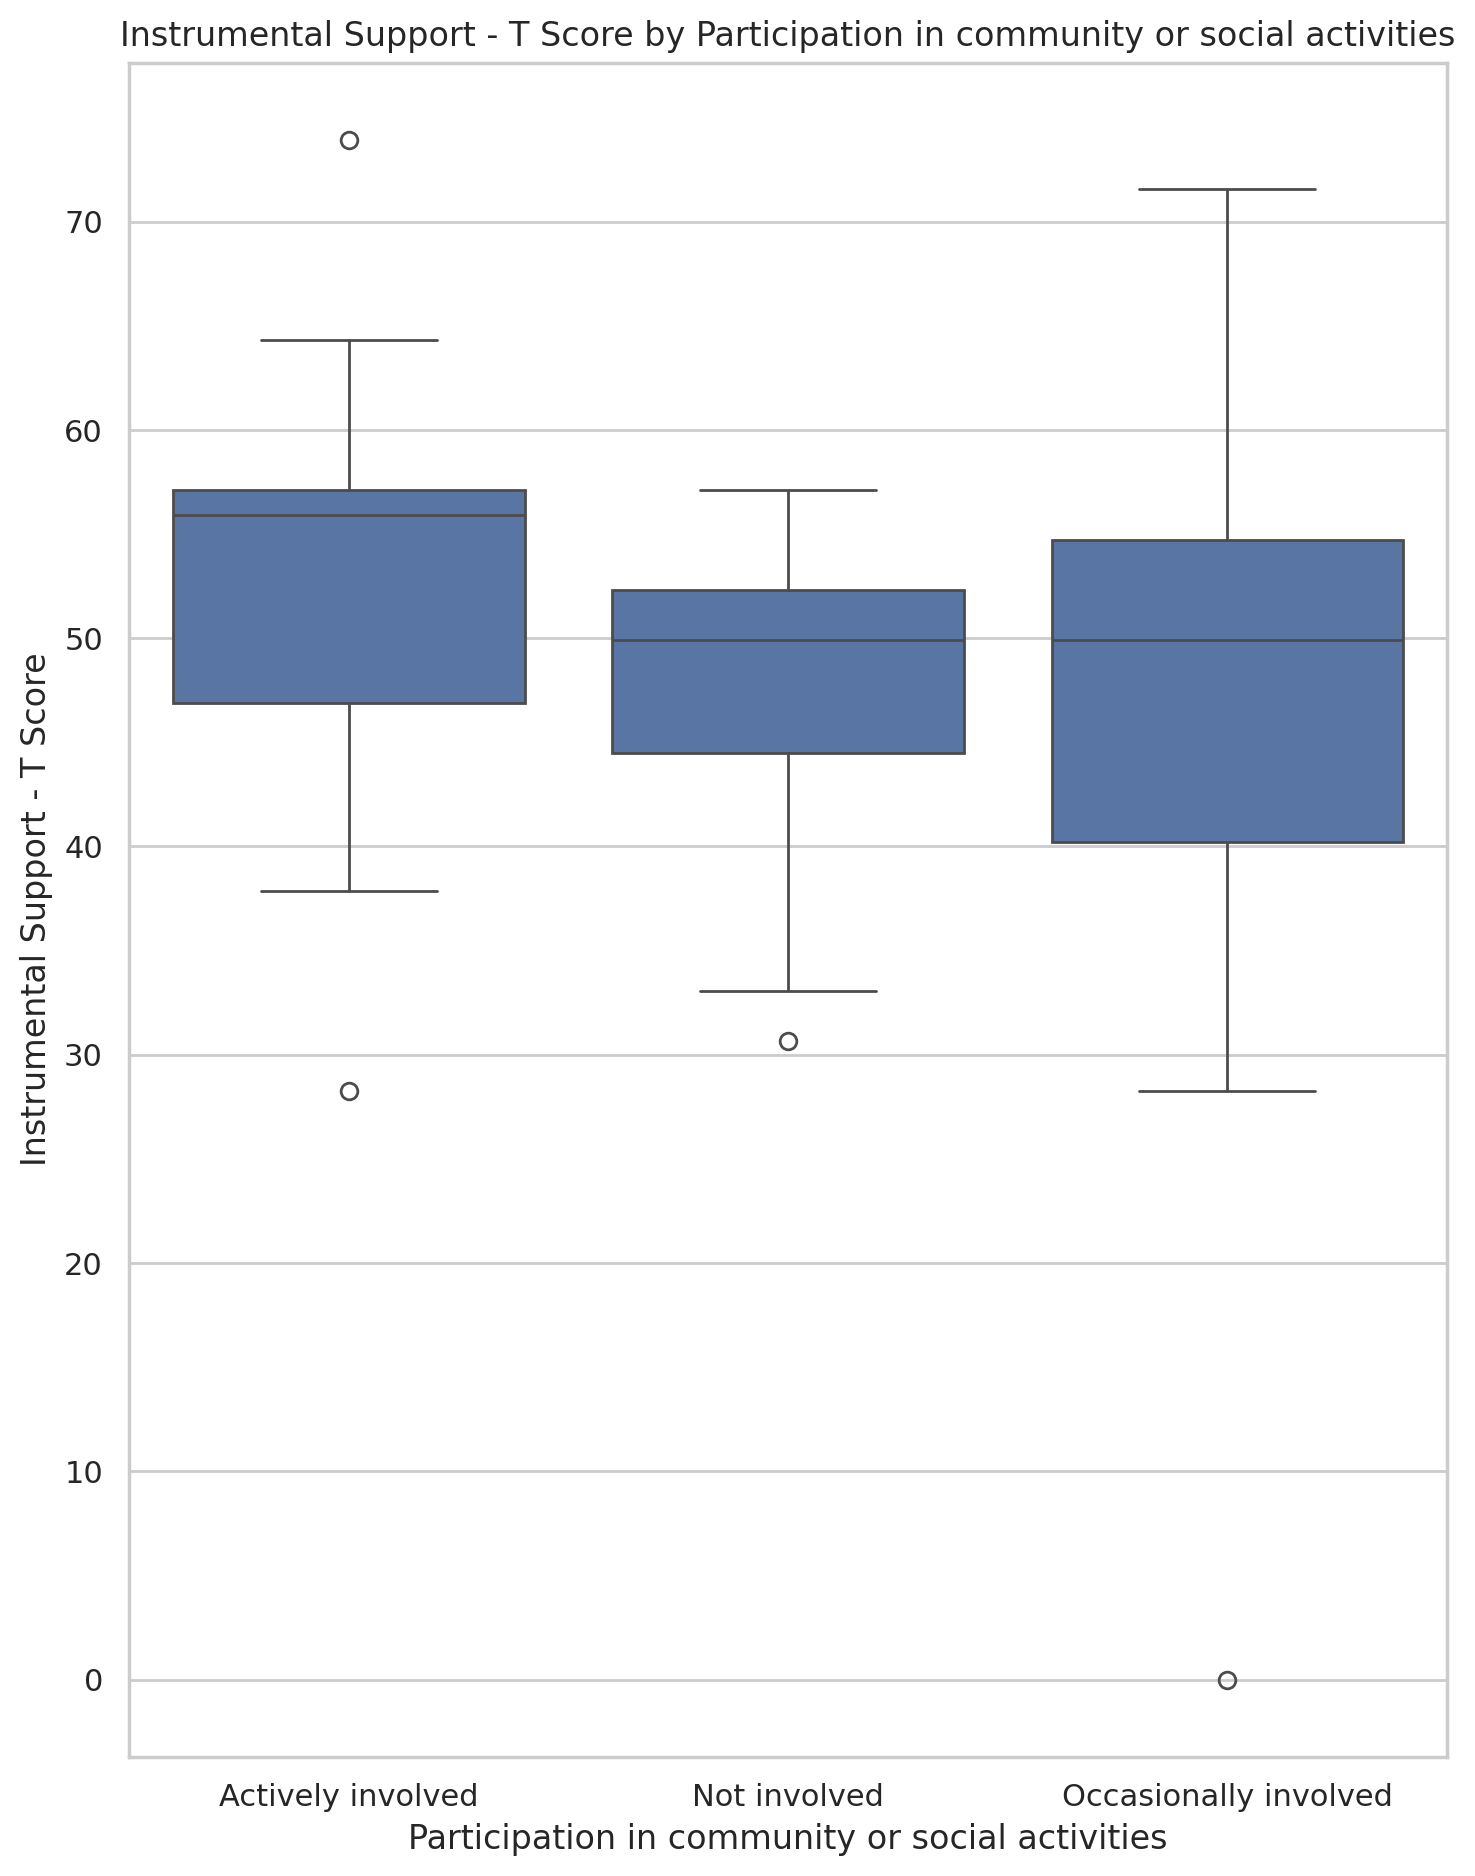 Instrumental Support - T Score by Participation in community or social activities
Instrumental Support - T Score
70
60
50
40
30
20
10
0
Actively involved
Not involved
Occasionally involved
Participation in community or social activities